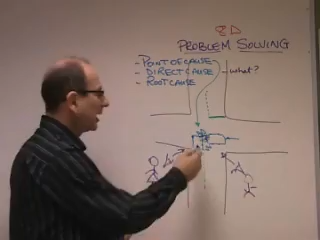 8D
PROBLEM SOLVING
- POINT OF CAUSE
- DIRECT CAUSE - what?
- ROOT CAUSE